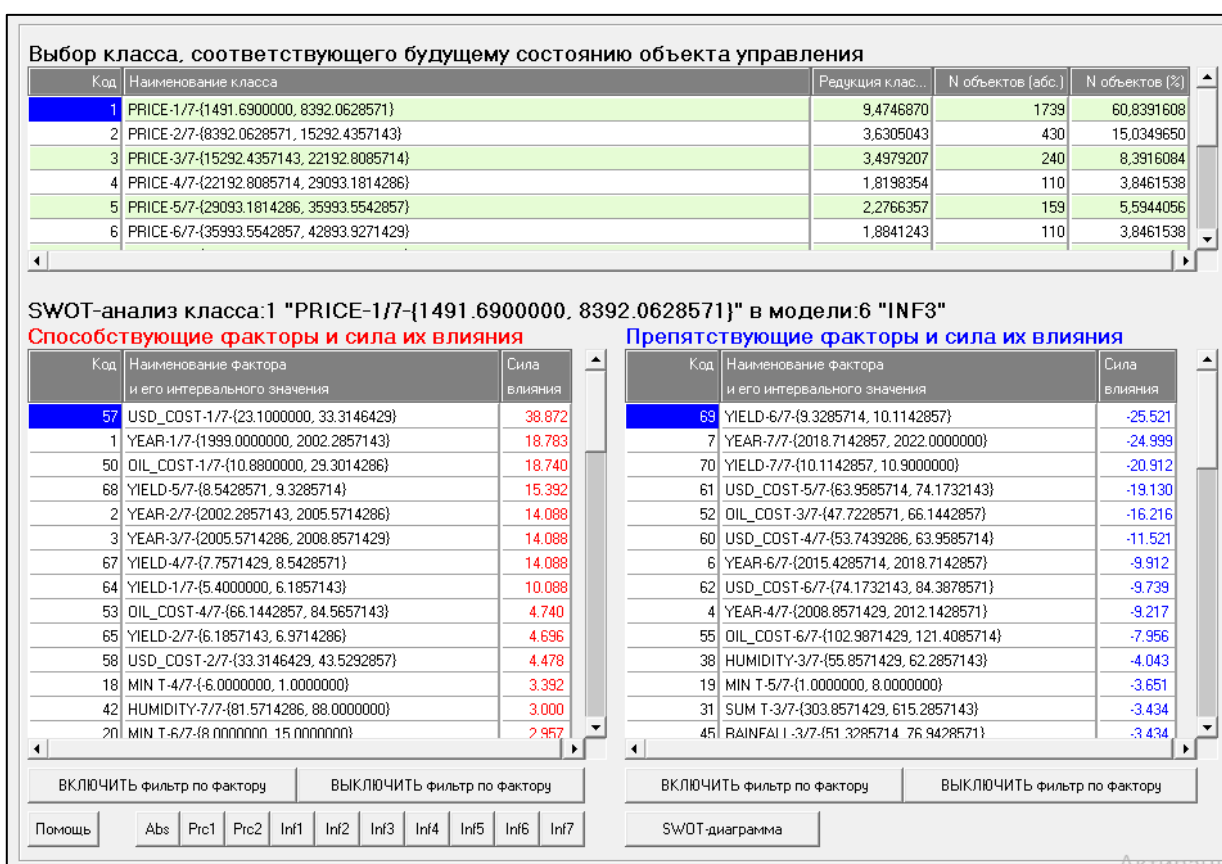 Выбор класса, соответствующего будущему состоянию объекта управления
Код Наименование класса Редукция клас... N объектов (абс.) N объектов (%)
1 PRICE-1/7-{1491.6900000, 8392.0628571} 9,4746870 1739 60,8391608
2 PRICE-2/7-{8392.0628571, 15292.4357143} 3,6305043 430 15,0349650
3 PRICE-3/7-{15292.4357143, 22192.8085714} 3,4979207 240 8,3916084
4 PRICE-4/7-{22192.8085714, 29093.1814286} 1,8198354 110 3,8461538
5 PRICE-5/7-{29093.1814286, 35993.5542857} 2,2766357 159 5,5944056
6 PRICE-6/7-{35993.5542857, 42893.9271429} 1,8841243 110 3,8461538
SWOT-анализ класса:1 "PRICE-1/7-{1491.6900000, 8392.0628571}" в модели:6 "INF3"
Способствующие факторы и сила их влияния
Код Наименование фактора Сила
и его интервального значения влияния
57 USD_COST-1/7-{23.1000000, 33.3146429} 38.872
1 YEAR-1/7-{1999.0000000, 2002.2857143} 18.783
50 OIL_COST-1/7-{10.8800000, 29.3014286} 18.740
68 YIELD-5/7-{8.5428571, 9.3285714} 15.392
2 YEAR-2/7-{2002.2857143, 2005.5714286} 14.088
3 YEAR-3/7-{2005.5714286, 2008.8571429} 14.088
67 YIELD-4/7-{7.7571429, 8.5428571} 14.088
64 YIELD-1/7-{5.4000000, 6.1857143} 10.088
53 OIL_COST-4/7-{66.1442857, 84.5657143} 4.740
65 YIELD-2/7-{6.1857143, 6.9714286} 4.696
58 USD_COST-2/7-{33.3146429, 43.5292857} 4.478
18 MIN T-4/7-{-6.0000000, 1.0000000} 3.392
42 HUMIDITY-7/7-{81.5714286, 88.0000000} 3.000
20 MIN T-6/7-{8.0000000, 15.0000000} 2.957
ВКЛЮЧИТЬ фильтр по фактору ВЫКЛЮЧИТЬ фильтр по фактору
Препятствующие факторы и сила их влияния
Код Наименование фактора Сила
и его интервального значения влияния
69 YIELD-6/7-{9.3285714, 10.1142857} -25.521
7 YEAR-7/7-{2018.7142857, 2022.0000000} -24.999
70 YIELD-7/7-{10.1142857, 10.9000000} -20.912
61 USD_COST-5/7-{63.9585714, 74.1732143} -19.130
52 OIL_COST-3/7-{47.7228571, 66.1442857} -16.216
60 USD_COST-4/7-{53.7439286, 63.9585714} -11.521
6 YEAR-6/7-{2015.4285714, 2018.7142857} -9.912
62 USD_COST-6/7-{74.1732143, 84.3878571} -9.739
4 YEAR-4/7-{2008.8571429, 2012.1428571} -9.217
55 OIL_COST-6/7-{102.9871429, 121.4085714} -7.956
38 HUMIDITY-3/7-{55.8571429, 62.2857143} -4.043
19 MIN T-5/7-{1.0000000, 8.0000000} -3.651
31 SUM T-3/7-{303.8571429, 615.2857143} -3.434
45 RAINFALL-3/7-{51.3285714, 76.9428571} -3.434
ВКЛЮЧИТЬ фильтр по фактору ВЫКЛЮЧИТЬ фильтр по фактору
Помощь Abs Prc1 Prc2 Inf1 Inf2 Inf3 Inf4 Inf5 Inf6 Inf7 SWOT-диаграмма